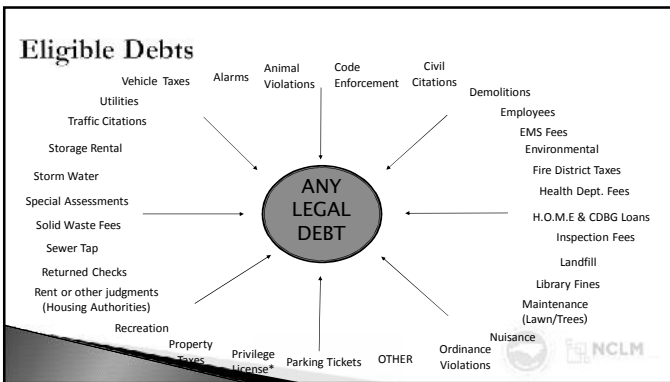 Eligible Debts
Alarms
Animal
Violations
Code
Enforcement
Civil
Citations
Demolitions
Employees
EMS Fees
Environmental
Fire District Taxes
Health Dept. Fees
H.O.M.E & CDBG Loans
Inspection Fees
Landfill
Library Fines
Maintenance
(Lawn/Trees)
Nuisance
Ordinance
Violations
OTHER
Parking Tickets
Privilege
License*
Property
Taxes
Recreation
Rent or other judgments
(Housing Authorities)
Returned Checks
Sewer Tap
Solid Waste Fees
Special Assessments
Storm Water
Storage Rental
Traffic Citations
Utilities
Vehicle Taxes
ANY
LEGAL
DEBT
NCLM